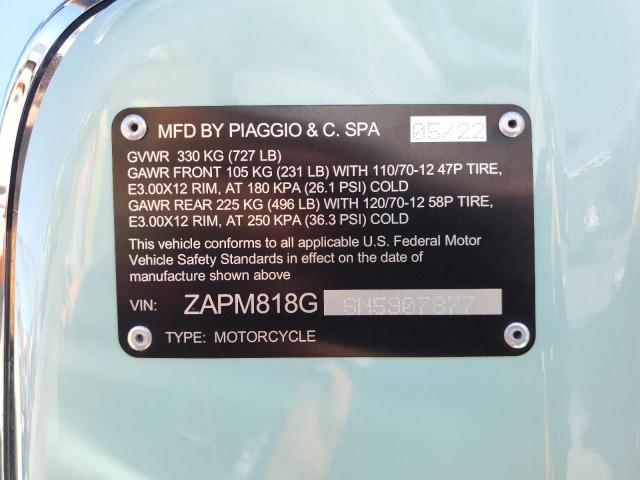 MFD BY PIAGGIO & C. SPA 05/22
GVWR 330 KG (727 LB)
GAWR FRONT 105 KG (231 LB) WITH 110/70-12 47P TIRE,
E3.00X12 RIM, AT 180 KPA (26.1 PSI) COLD
GAWR REAR 225 KG (496 LB) WITH 120/70-12 58P TIRE,
E3.00X12 RIM, AT 250 KPA (36.3 PSI) COLD
This vehicle conforms to all applicable U.S. Federal Motor
Vehicle Safety Standards in effect on the date of
manufacture shown above
VIN: ZAPM818G 6N5907977
TYPE: MOTORCYCLE